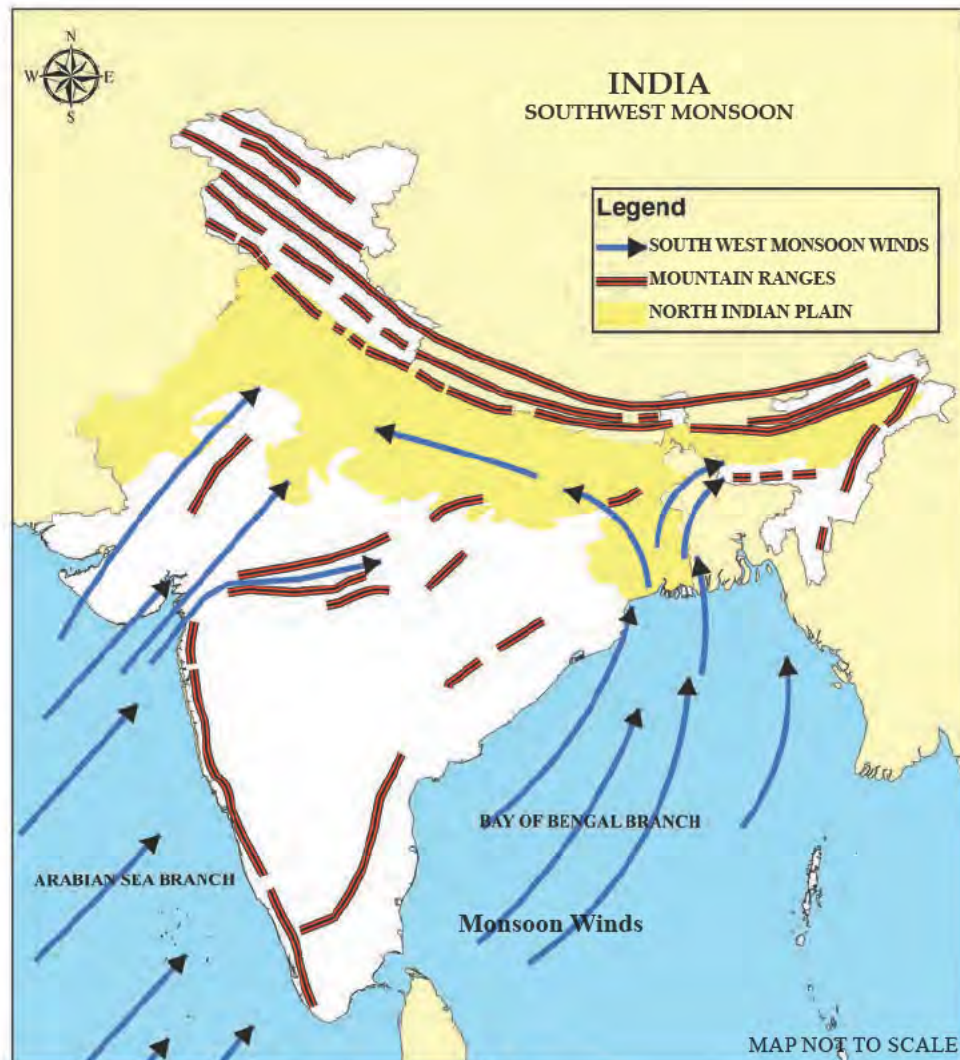 N
W E
S
INDIA
SOUTHWEST MONSOON
Legend
SOUTH WEST MONSOON WINDS
MOUNTAIN RANGES
NORTH INDIAN PLAIN
BAY OF BENGAL BRANCH
ARABIAN SEA BRANCH
Monsoon Winds
MAP NOT TO SCALE